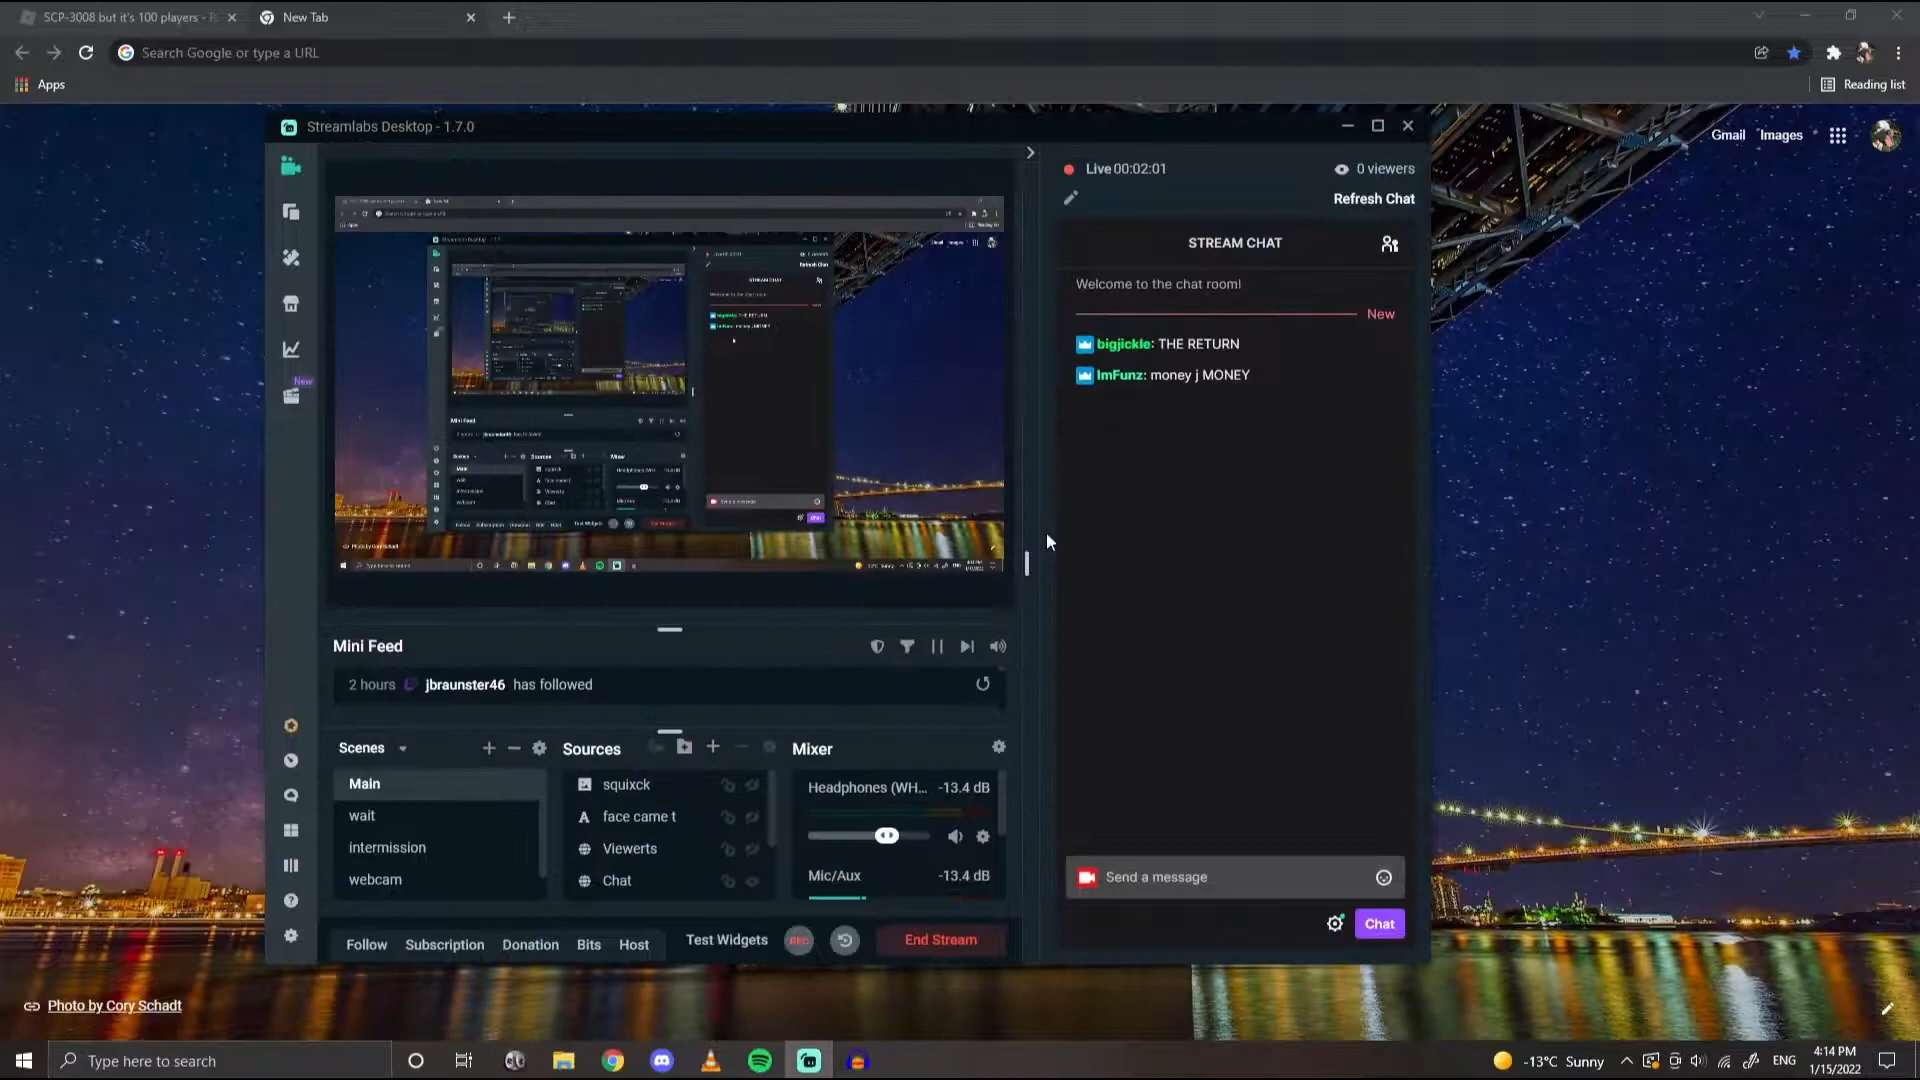 SCP-3008 but it's 100 players -
New Tab
Search Google or type a URL
Apps
Reading list
Gmail
Images
Streamlabs Desktop - 1.7.0
Live 00:02:01
0 viewers
Refresh Chat
STREAM CHAT
Welcome to the chat room!
New
bigjickle: THE RETURN
ImFunz: money j MONEY
New
Mini Feed
2 hours jbraunster46 has followed
Scenes
Main
wait
intermission
webcam
Sources
squixck
face came t
Viewerts
Chat
Mixer
Headphones (WH... -13.4 dB
Mic/Aux -13.4 dB
Send a message
Chat
Follow Subscription Donation Bits Host
Test Widgets
REC
End Stream
Photo by Cory Schadt
Type here to search
-13°C Sunny
ENG
4:14 PM
1/15/2022